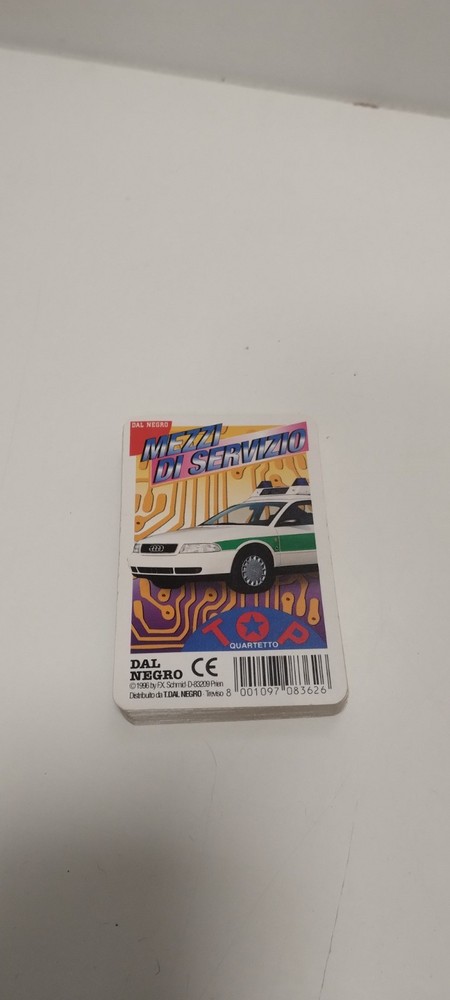 DAL NEGRO
MEZZI
DI SERVIZIO
TOP
QUARTETTO
DAL
NEGRO CE
© 1996 by F.X. Schmid · D-83209 Prien
Distribuito da T. DAL NEGRO · Treviso
8 001097 083626